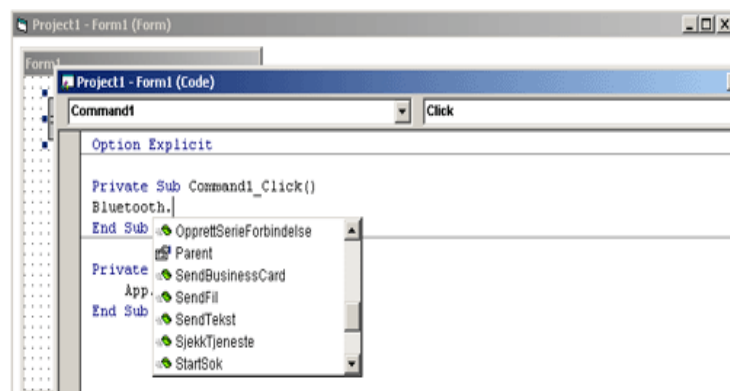 Project1 - Form1 (Form)
Form1
Project1 - Form1 (Code)
Command1
Click
Option Explicit
Private Sub Command1_Click()
Bluetooth.
End Sub
OpprettSerieForbindelse
Parent
Private
SendBusinessCard
App.
SendFil
End Sub
SendTekst
SjekkTjeneste
StartSok